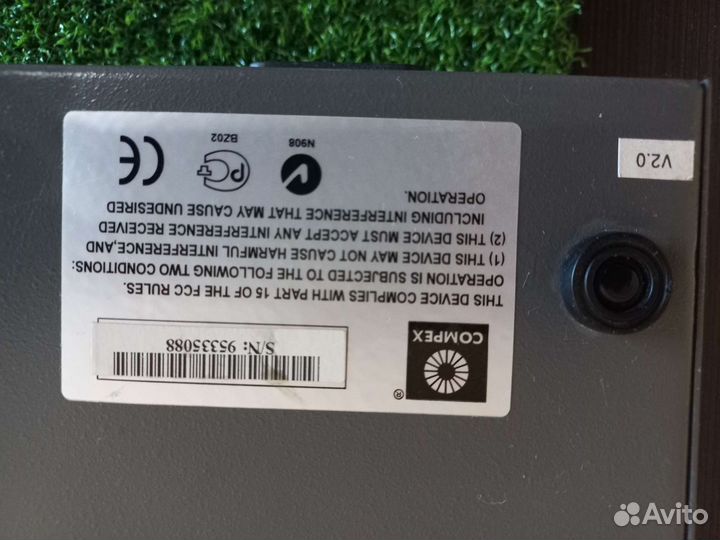 COMPEX
®
S/N: 95335088
THIS DEVICE COMPLIES WITH PART 15 OF THE FCC RULES.
OPERATION IS SUBJECTED TO THE FOLLOWING TWO CONDITIONS:
(1) THIS DEVICE MAY NOT CAUSE HARMFUL INTERFERENCE,AND
(2) THIS DEVICE MUST ACCEPT ANY INTERFERENCE RECEIVED
INCLUDING INTERFERENCE THAT MAY CAUSE UNDESIRED
OPERATION.
N908
BZ02
CE
V2.0
Avito